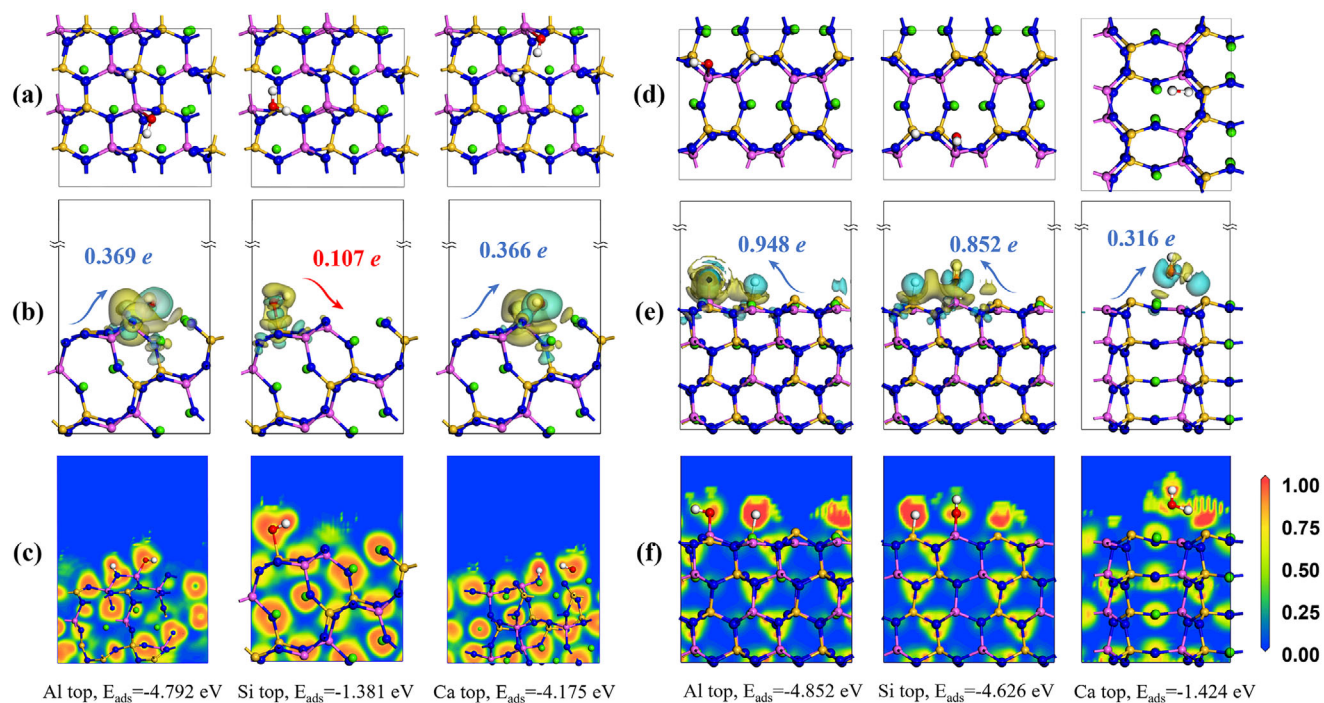 (a)
(d)
(b)
0.369 e
0.107 e
0.366 e
(e)
0.948 e
0.852 e
0.316 e
(c)
(f)
1.00
0.75
0.50
0.25
0.00
Al top, Eads=-4.792 eV
Si top, Eads=-1.381 eV
Ca top, Eads=-4.175 eV
Al top, Eads=-4.852 eV
Si top, Eads=-4.626 eV
Ca top, Eads=-1.424 eV